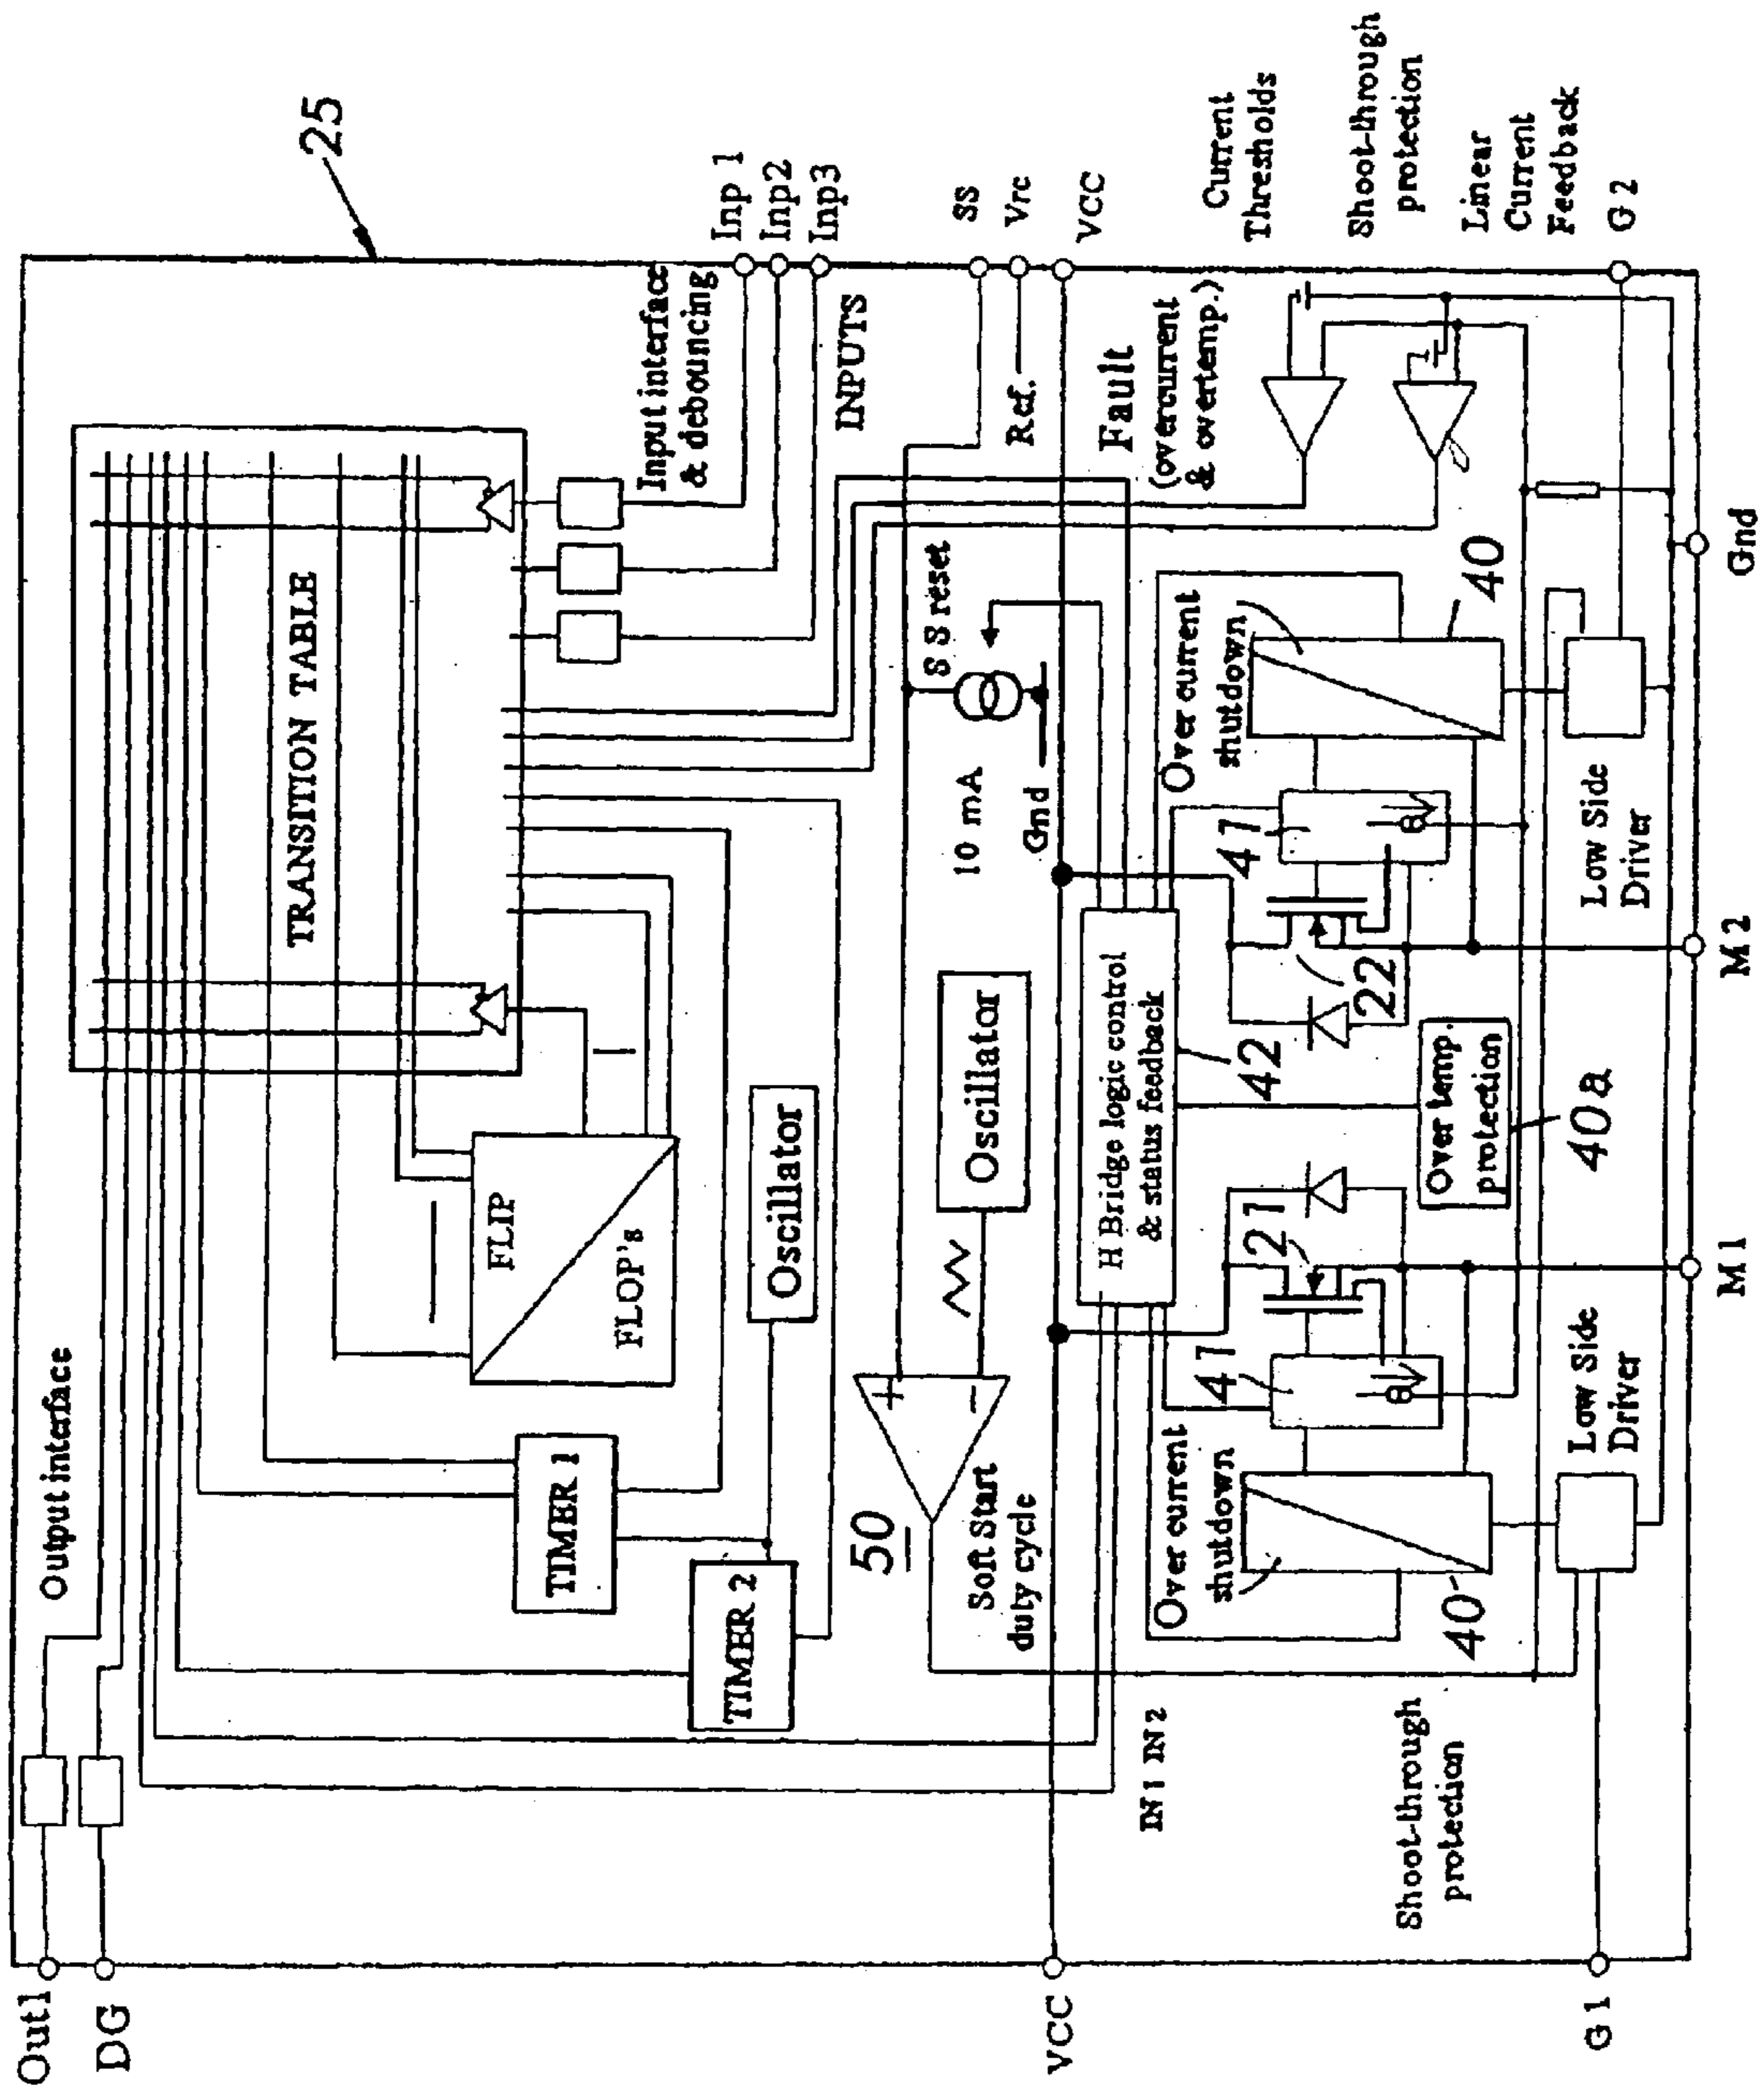 Out1
DG
Output interface
25
TRANSITION TABLE
FLIP
FLOP's
TIMER 1
TIMER 2
Oscillator
Input interface
& debouncing
INPUTS
Inp 1
Inp2
Inp3
SS
Vrc
VCC
Ref.
50
+
−
Soft Start
duty cycle
Oscillator
S S reset
10 mA
Gnd
VCC
IN 1 IN 2
H Bridge logic control
& status feedback
42
Fault
(overcurrent
& overtemp.)
Current
Thresholds
Shoot-through
protection
Linear
Current
Feedback
Over current
shutdown
40
41
21
Over temp.
protection
40a
22
41
Over current
shutdown
40
Low Side
Driver
Low Side
Driver
Shoot-through
protection
G 1
M 1
M 2
Gnd
G 2